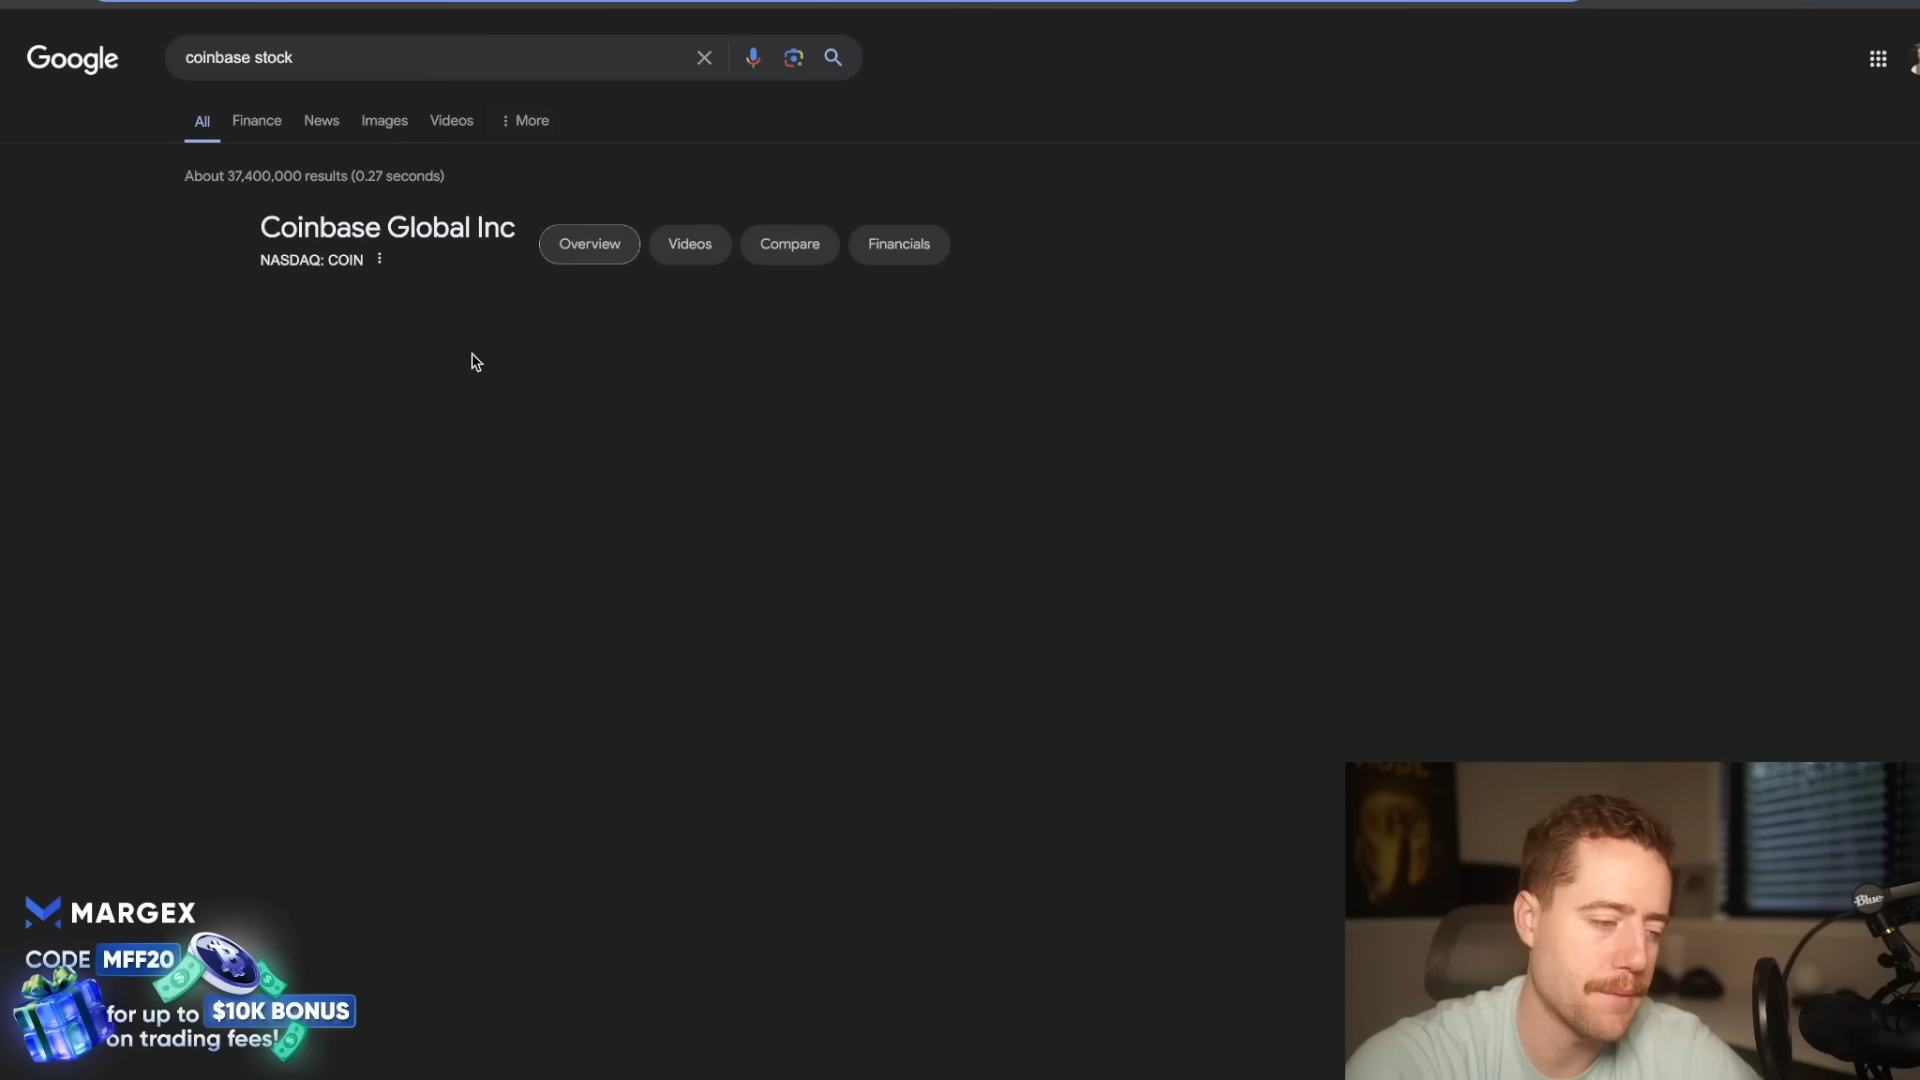 Google
coinbase stock
All Finance News Images Videos More
About 37,400,000 results (0.27 seconds)
Coinbase Global Inc
NASDAQ: COIN
Overview Videos Compare Financials
MARGEX
CODE MFF20
for up to $10K BONUS
on trading fees!
Blue